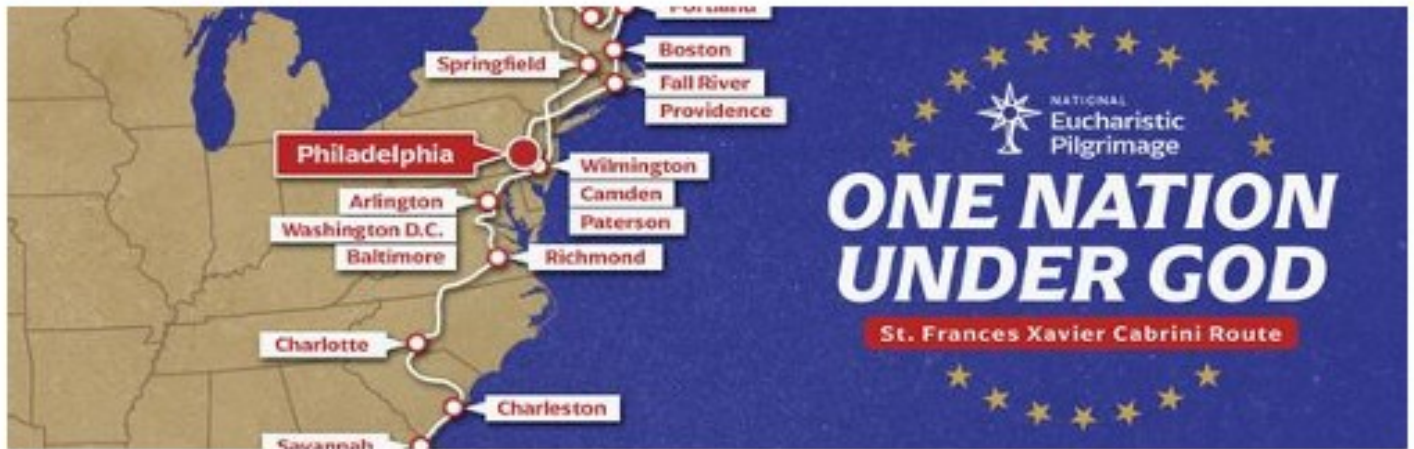 Portland
Boston
Springfield
Fall River
Providence
Philadelphia
Wilmington
Camden
Paterson
Arlington
Washington D.C.
Baltimore
Richmond
Charlotte
Charleston
Savannah
NATIONAL
Eucharistic
Pilgrimage
ONE NATION
UNDER GOD
St. Frances Xavier Cabrini Route